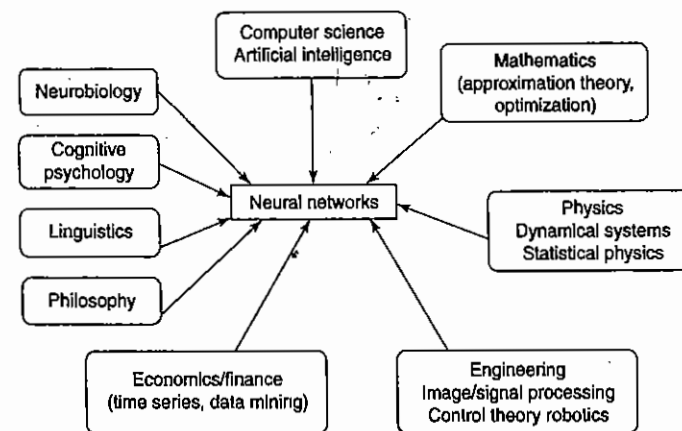 Computer science
Artificial intelligence
Mathematics
(approximation theory,
optimization)
Neurobiology
Cognitive
psychology
Neural networks
Linguistics
Physics
Dynamical systems
Statistical physics
Philosophy
Economics/finance
(time series, data mining)
Engineering
Image/signal processing
Control theory robotics